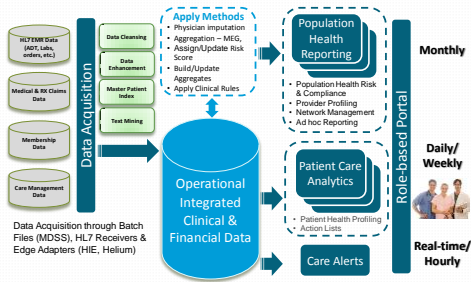 HL7 EMR Data
(ADT, Labs,
orders, etc.)
Medical & RX Claims
Data
Membership
Data
Care Management
Data
Data Acquisition
Data Cleansing
Data
Enhancement
Master Patient
Index
Text Mining
Data Acquisition through Batch
Files (MDSS), HL7 Receivers &
Edge Adapters (HIE, Helium)
Apply Methods
• Physician imputation
• Aggregation – MEG,
• Assign/Update Risk
Score
• Build/Update
Aggregates
• Apply Clinical Rules
Operational
Integrated
Clinical &
Financial Data
Population
Health
Reporting
• Population Health Risk
& Compliance
• Provider Profiling
• Network Management
• Ad hoc Reporting
Patient Care
Analytics
• Patient Health Profiling
• Action Lists
Care Alerts
Role-based Portal
Monthly
Daily/
Weekly
Real-time/
Hourly